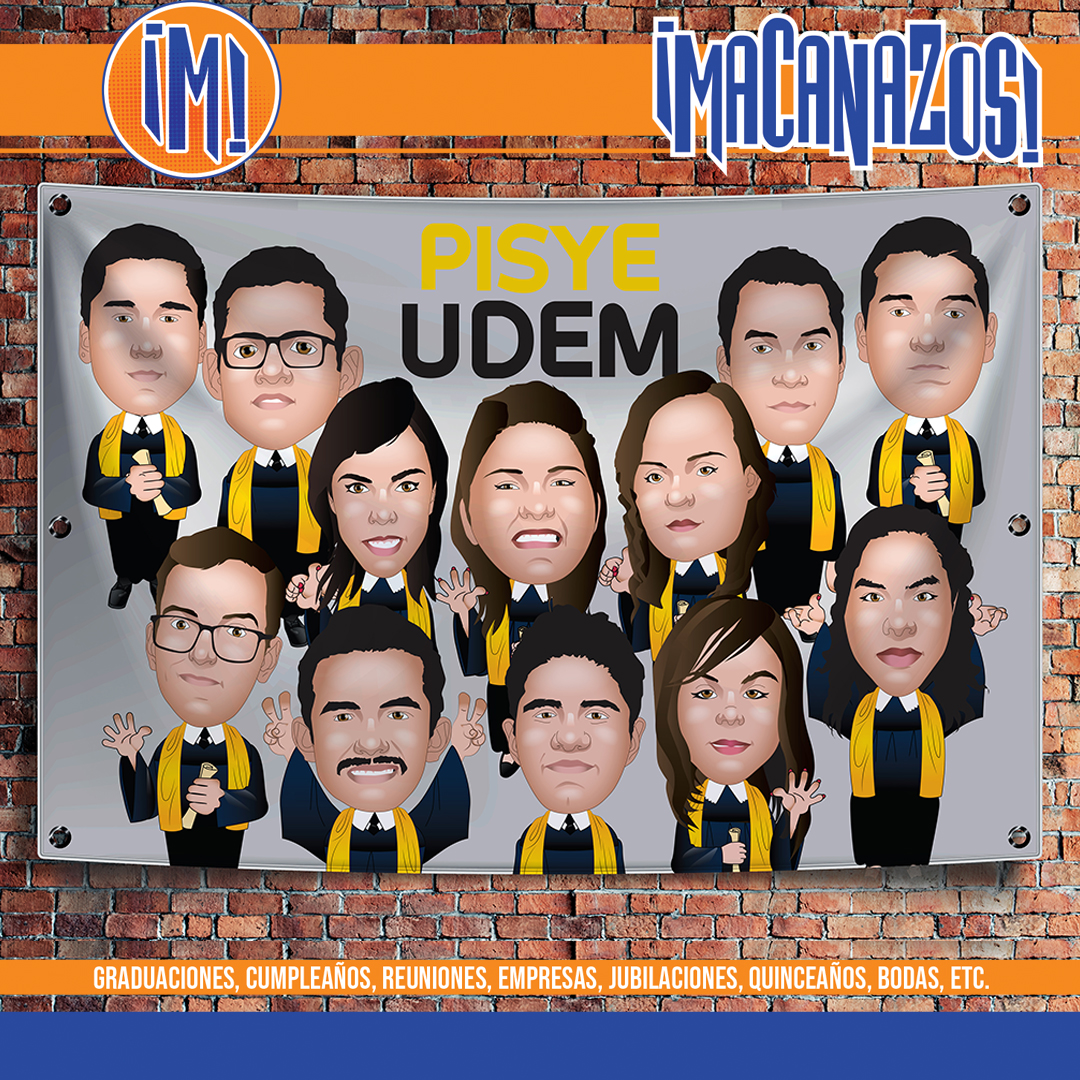 ¡M!
¡MACANAZOS!
PISYE
UDEM
GRADUACIONES, CUMPLEAÑOS, REUNIONES, EMPRESAS, JUBILACIONES, QUINCEAÑOS, BODAS, ETC.